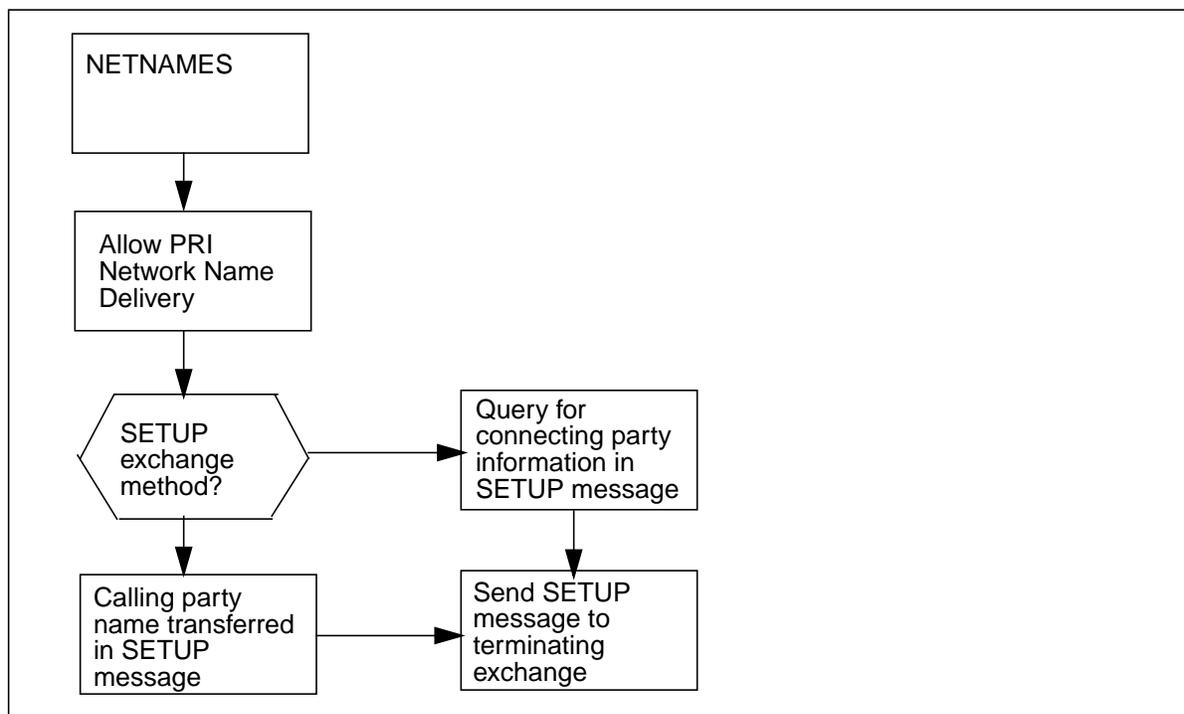 NETNAMES
Allow PRI
Network Name
Delivery
SETUP
exchange
method?
Query for
connecting party
information in
SETUP message
Calling party
name transferred
in SETUP
message
Send SETUP
message to
terminating
exchange